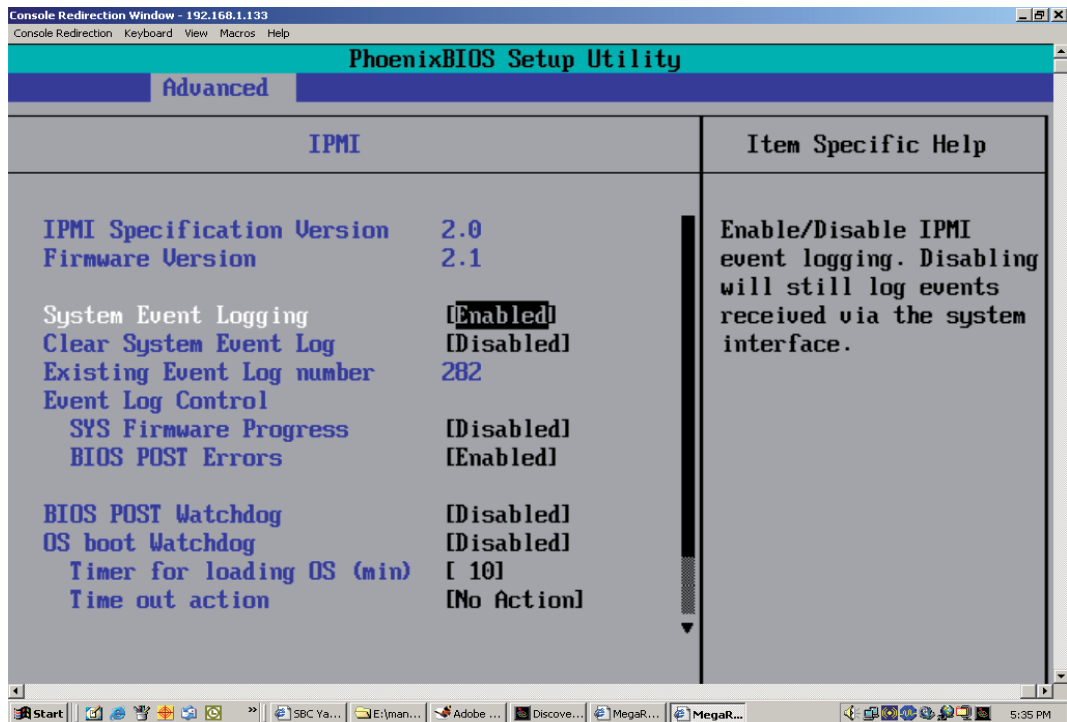 Console Redirection Window - 192.168.1.133
Console Redirection Keyboard View Macros Help
PhoenixBIOS Setup Utility
Advanced
IPMI
Item Specific Help
IPMI Specification Version 2.0
Firmware Version 2.1
System Event Logging [Enabled]
Clear System Event Log [Disabled]
Existing Event Log number 282
Event Log Control
SYS Firmware Progress [Disabled]
BIOS POST Errors [Enabled]
BIOS POST Watchdog [Disabled]
OS boot Watchdog [Disabled]
Timer for loading OS (min) [ 10]
Time out action [No Action]
Enable/Disable IPMI
event logging. Disabling
will still log events
received via the system
interface.
Start » SBC Ya... E:\man... Adobe ... Discove... MegaR... MegaR... 5:35 PM